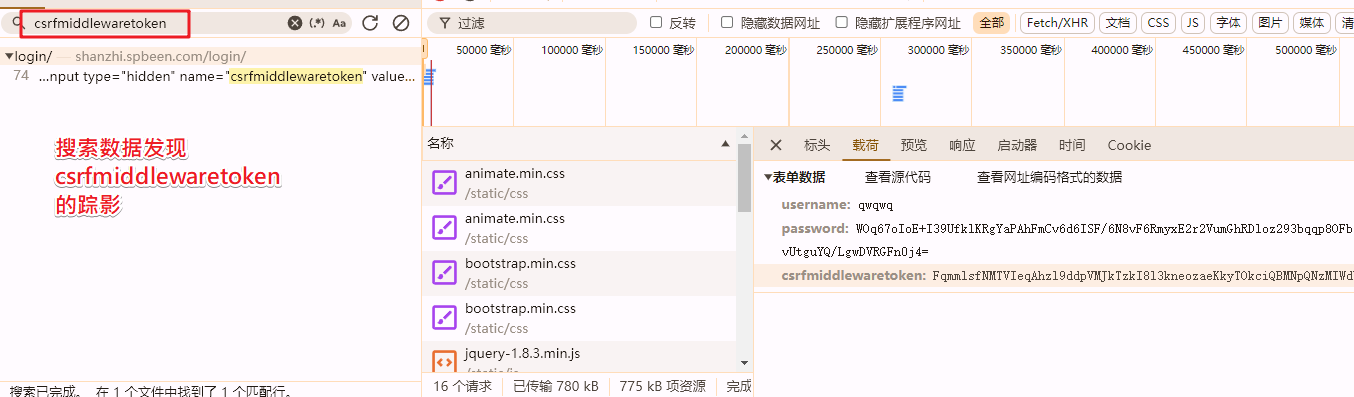 csrfmiddlewaretoken
(.*) Aa
login/ — shanzhi.spbeen.com/login/
74 ...nput type="hidden" name="csrfmiddlewaretoken" value...
搜索数据发现
csrfmiddlewaretoken
的踪影
搜索已完成。 在 1 个文件中找到了 1 个匹配行。
过滤 反转 隐藏数据网址 隐藏扩展程序网址 全部 Fetch/XHR 文档 CSS JS 字体 图片 媒体
50000 毫秒 100000 毫秒 150000 毫秒 200000 毫秒 250000 毫秒 300000 毫秒 350000 毫秒 400000 毫秒 450000 毫秒 500000 毫秒
名称
animate.min.css
/static/css
animate.min.css
/static/css
bootstrap.min.css
/static/css
bootstrap.min.css
/static/css
jquery-1.8.3.min.js
16 个请求 已传输 780 kB 775 kB 项资源 完成
标头 载荷 预览 响应 启动器 时间 Cookie
表单数据 查看源代码 查看网址编码格式的数据
username: qwqwq
password: WOq67oIoE+I39UfklKRgYaPAhFmCv6d6ISF/6N8vF6RmyxE2r2VumGhRDloz293bqqp8OFb
vUtguYQ/LgwDVRGFn0j4=
csrfmiddlewaretoken: FqmmlsfNMTVIeqAhzl9ddpVMJkTzkI8l3kneozaeKkyTOkciQBMNpQNzMIWd